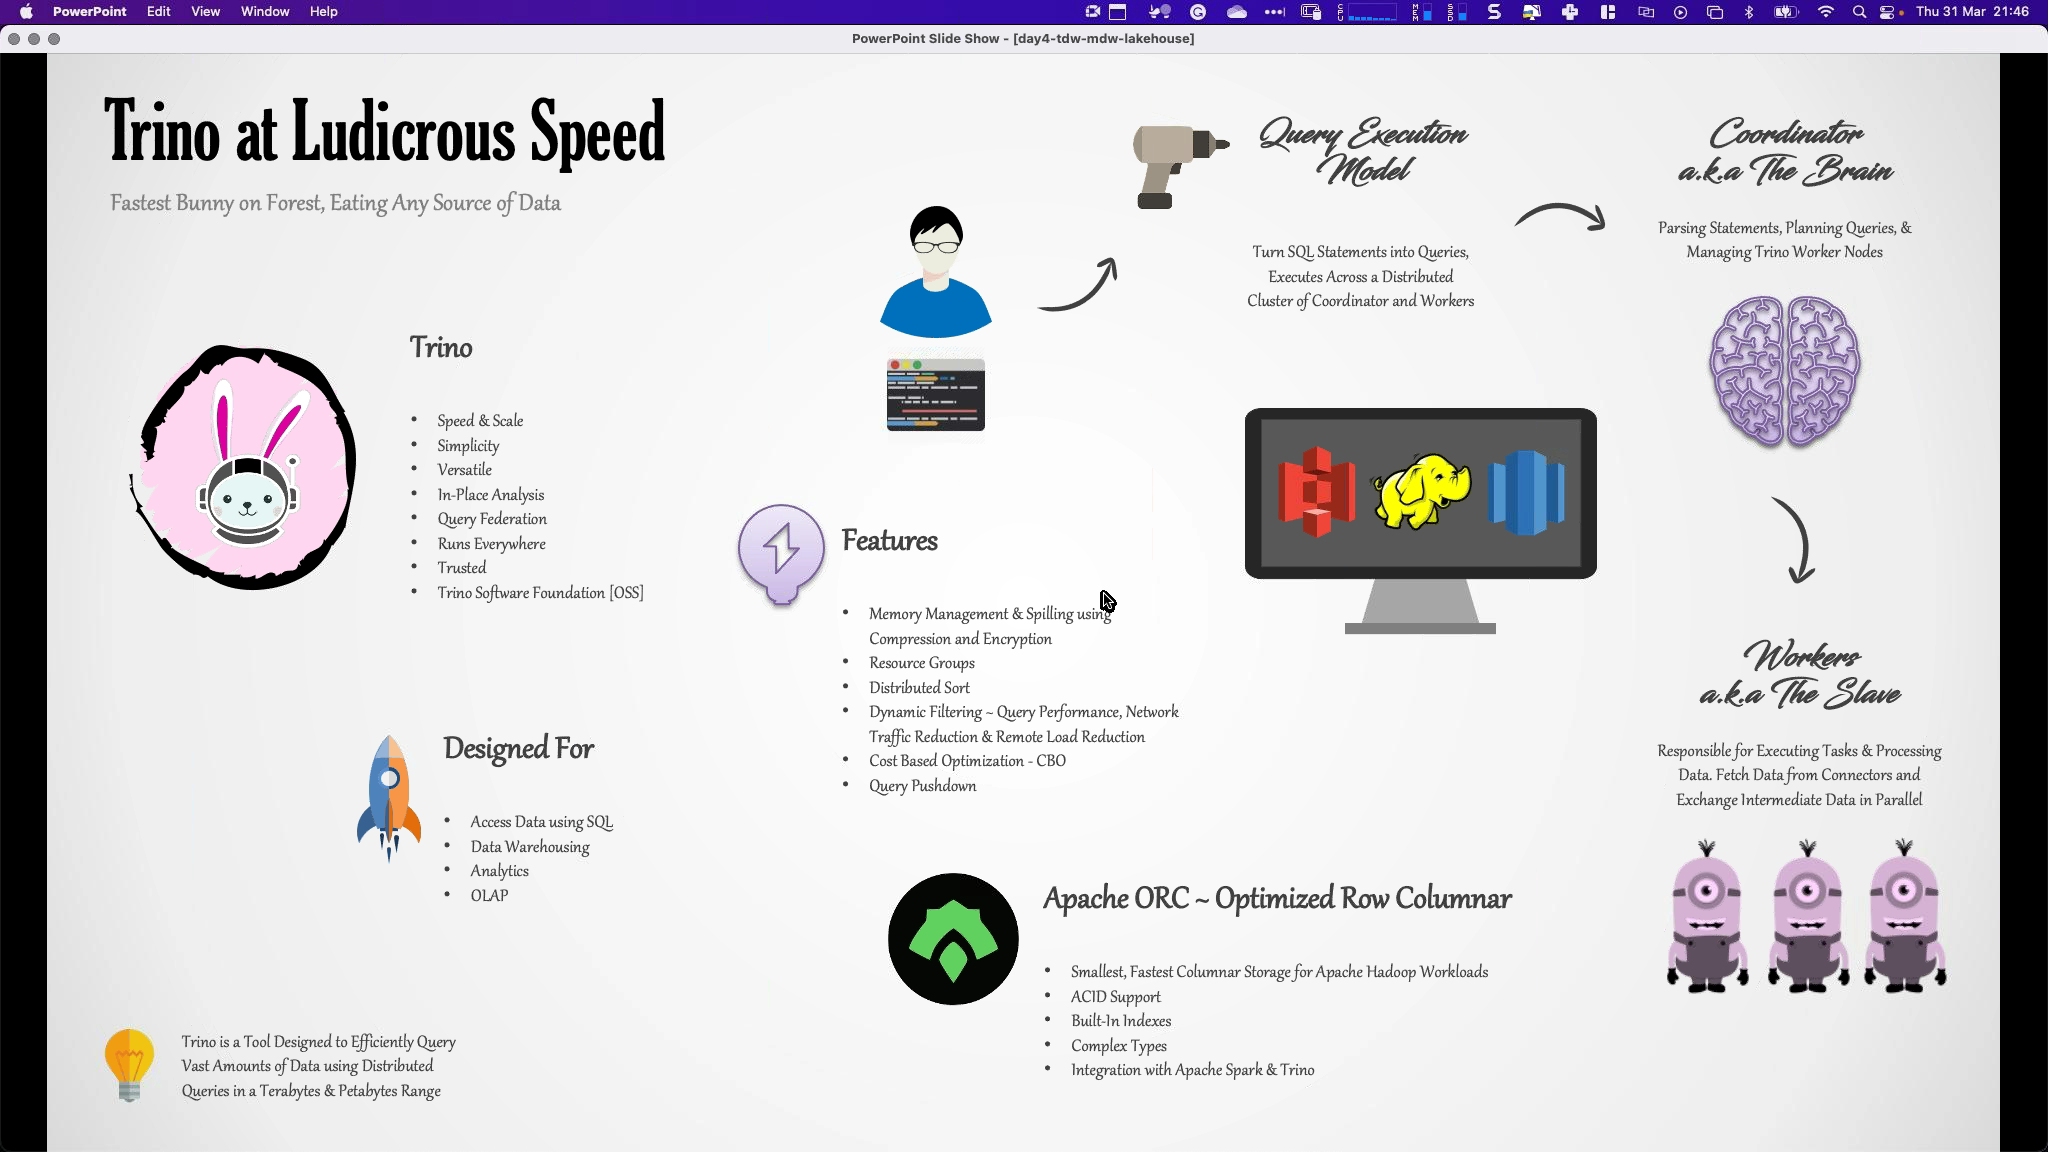 PowerPoint Edit View Window Help
Thu 31 Mar 21:46
PowerPoint Slide Show - [day4-tdw-mdw-lakehouse]
Trino at Ludicrous Speed
Fastest Bunny on Forest, Eating Any Source of Data
Trino
• Speed & Scale
• Simplicity
• Versatile
• In-Place Analysis
• Query Federation
• Runs Everywhere
• Trusted
• Trino Software Foundation [OSS]
Designed For
• Access Data using SQL
• Data Warehousing
• Analytics
• OLAP
Trino is a Tool Designed to Efficiently Query
Vast Amounts of Data using Distributed
Queries in a Terabytes & Petabytes Range
Features
• Memory Management & Spilling using
Compression and Encryption
• Resource Groups
• Distributed Sort
• Dynamic Filtering ~ Query Performance, Network
Traffic Reduction & Remote Load Reduction
• Cost Based Optimization - CBO
• Query Pushdown
Apache ORC ~ Optimized Row Columnar
• Smallest, Fastest Columnar Storage for Apache Hadoop Workloads
• ACID Support
• Built-In Indexes
• Complex Types
• Integration with Apache Spark & Trino
Query Execution
Model
Turn SQL Statements into Queries,
Executes Across a Distributed
Cluster of Coordinator and Workers
Coordinator
a.k.a The Brain
Parsing Statements, Planning Queries, &
Managing Trino Worker Nodes
Workers
a.k.a The Slave
Responsible for Executing Tasks & Processing
Data. Fetch Data from Connectors and
Exchange Intermediate Data in Parallel